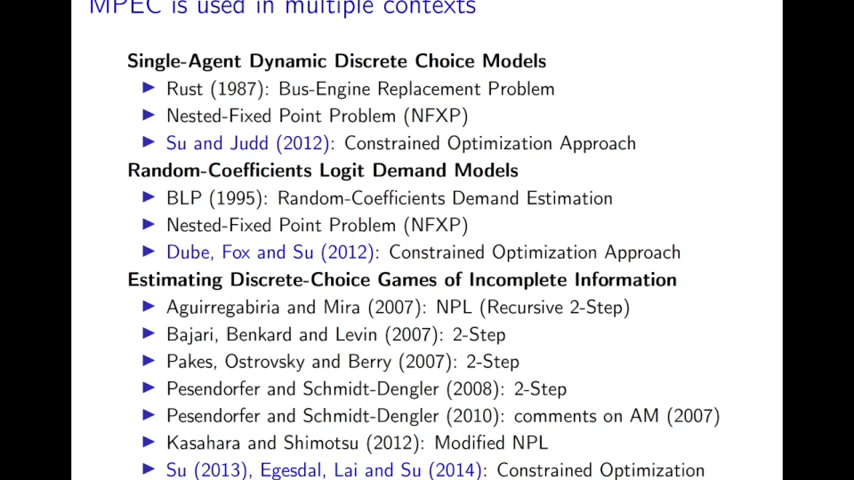 MPEC is used in multiple contexts
Single-Agent Dynamic Discrete Choice Models
▶ Rust (1987): Bus-Engine Replacement Problem
▶ Nested-Fixed Point Problem (NFXP)
▶ Su and Judd (2012): Constrained Optimization Approach
Random-Coefficients Logit Demand Models
▶ BLP (1995): Random-Coefficients Demand Estimation
▶ Nested-Fixed Point Problem (NFXP)
▶ Dube, Fox and Su (2012): Constrained Optimization Approach
Estimating Discrete-Choice Games of Incomplete Information
▶ Aguirregabiria and Mira (2007): NPL (Recursive 2-Step)
▶ Bajari, Benkard and Levin (2007): 2-Step
▶ Pakes, Ostrovsky and Berry (2007): 2-Step
▶ Pesendorfer and Schmidt-Dengler (2008): 2-Step
▶ Pesendorfer and Schmidt-Dengler (2010): comments on AM (2007)
▶ Kasahara and Shimotsu (2012): Modified NPL
▶ Su (2013), Egesdal, Lai and Su (2014): Constrained Optimization